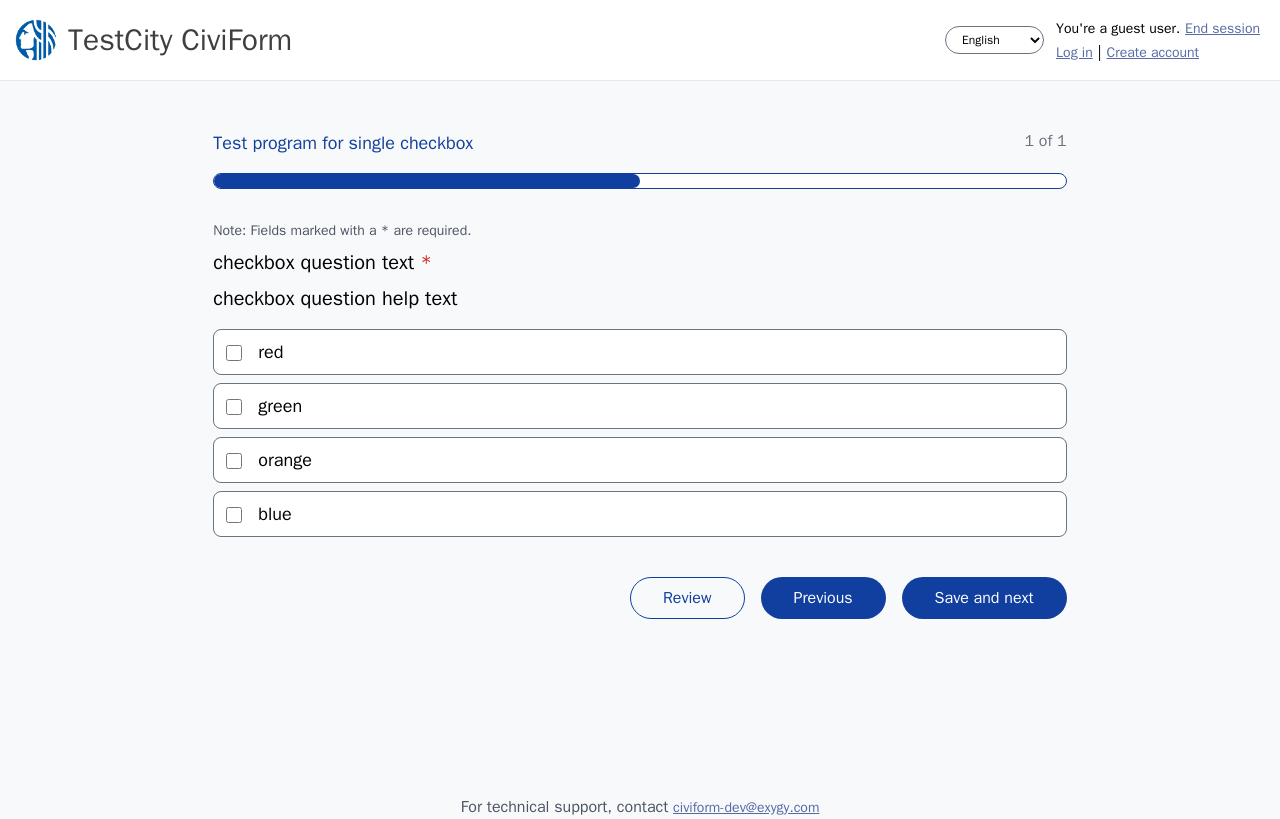 TestCity CiviForm
English
You're a guest user. End session
Log in | Create account
Test program for single checkbox
1 of 1
Note: Fields marked with a * are required.
checkbox question text *
checkbox question help text
red
green
orange
blue
Review
Previous
Save and next
For technical support, contact civiform-dev@exygy.com